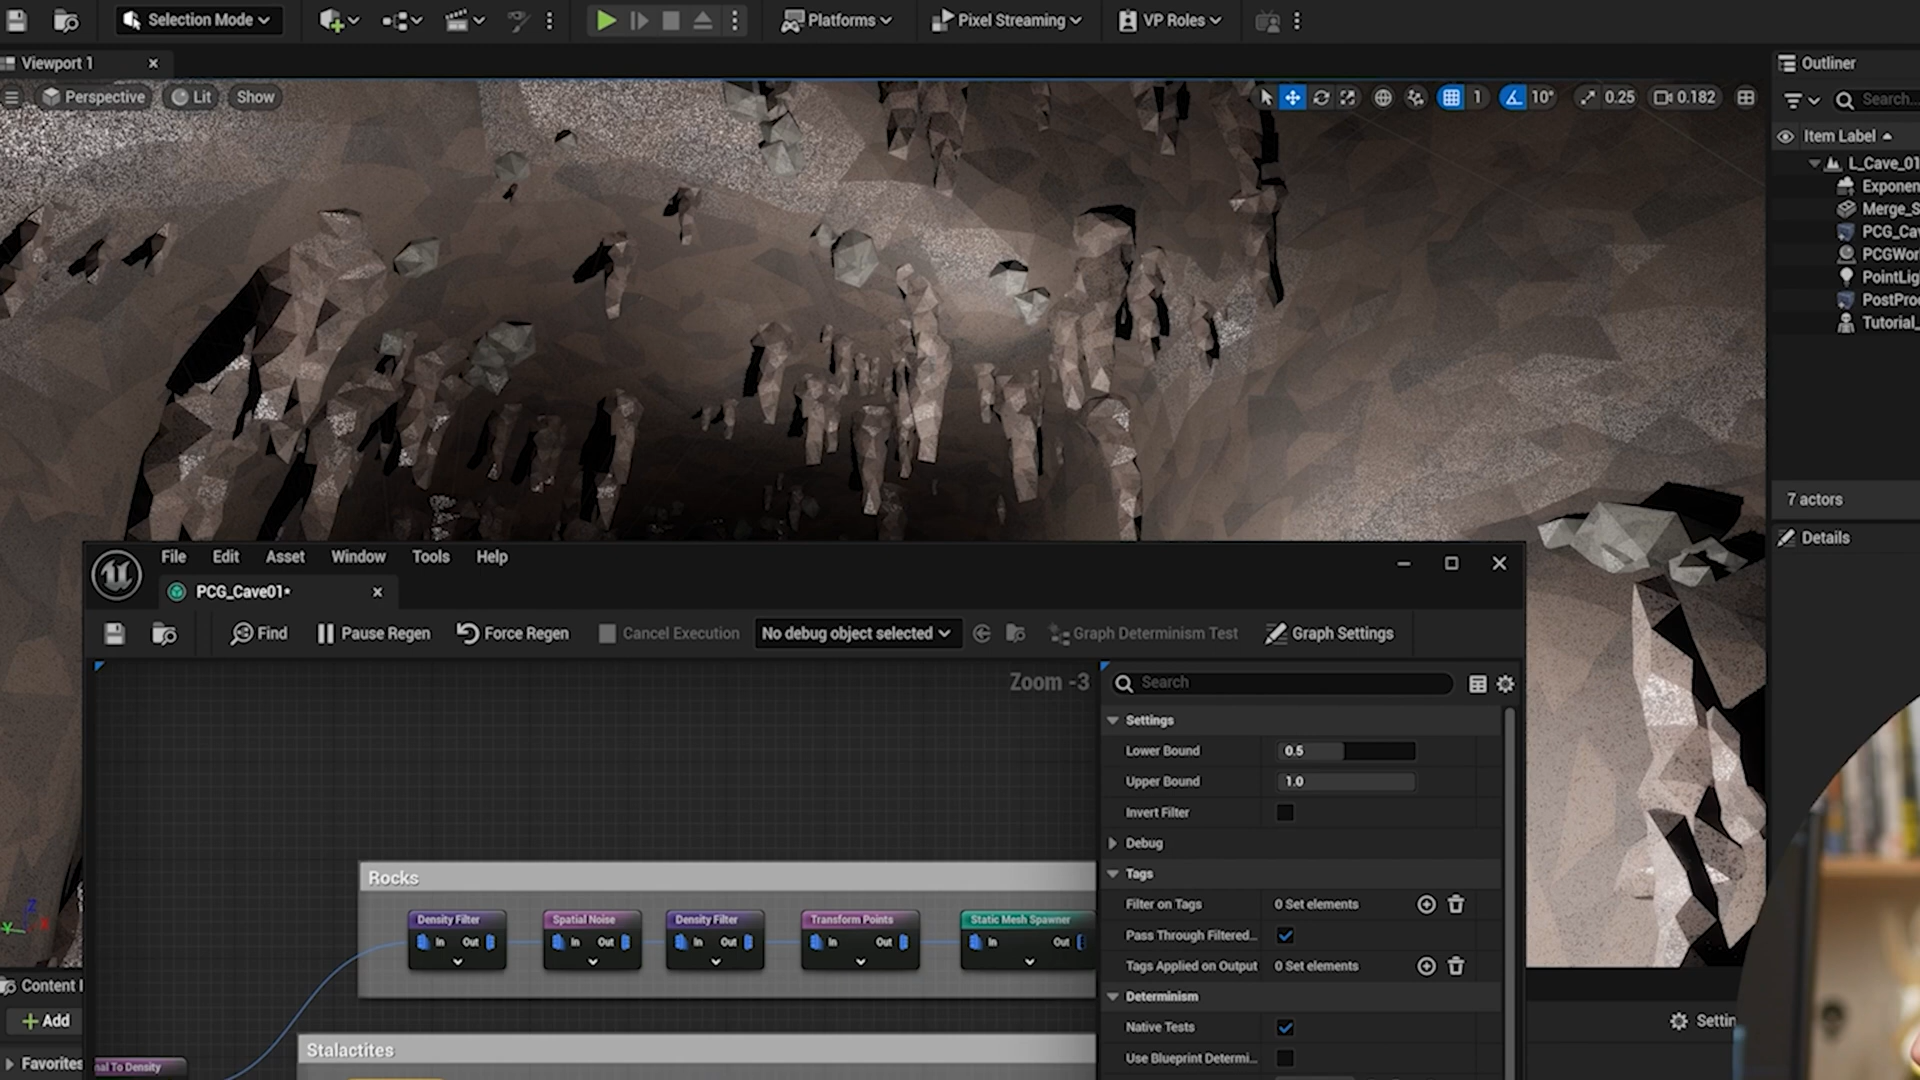 Selection Mode
Platforms
Pixel Streaming
VP Roles
Viewport 1
Outliner
Perspective
Lit
Show
1
10°
0.25
0.182
Search...
Item Label
L_Cave_01
Exponen
Merge_S
PCG_Cav
PCGWor
PointLig
PostProc
Tutorial_
7 actors
Details
File Edit Asset Window Tools Help
PCG_Cave01*
Find
Pause Regen
Force Regen
Cancel Execution
No debug object selected
Graph Determinism Test
Graph Settings
Zoom -3
Search
Settings
Lower Bound 0.5
Upper Bound 1.0
Invert Filter
Debug
Tags
Filter on Tags 0 Set elements
Pass Through Filtered...
Tags Applied on Output 0 Set elements
Determinism
Native Tests
Use Blueprint Determi...
Rocks
Density Filter
In Out
Spatial Noise
In Out
Density Filter
In Out
Transform Points
In Out
Static Mesh Spawner
In Out
Stalactites
nal To Density
Content
Add
Favorites
Settin
Z
Y
X